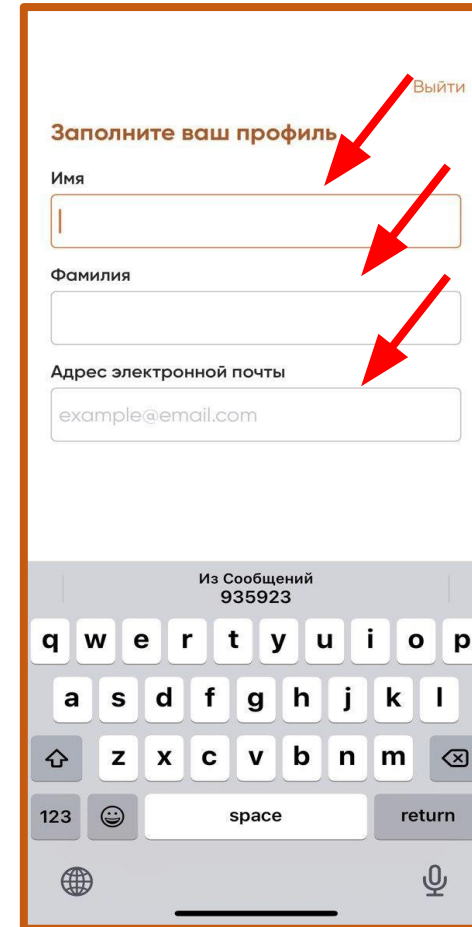 Выйти
Заполните ваш профиль
Имя
Фамилия
Адрес электронной почты
example@email.com
Из Сообщений
935923
q w e r t y u i o p
a s d f g h j k l
z x c v b n m
123 space return